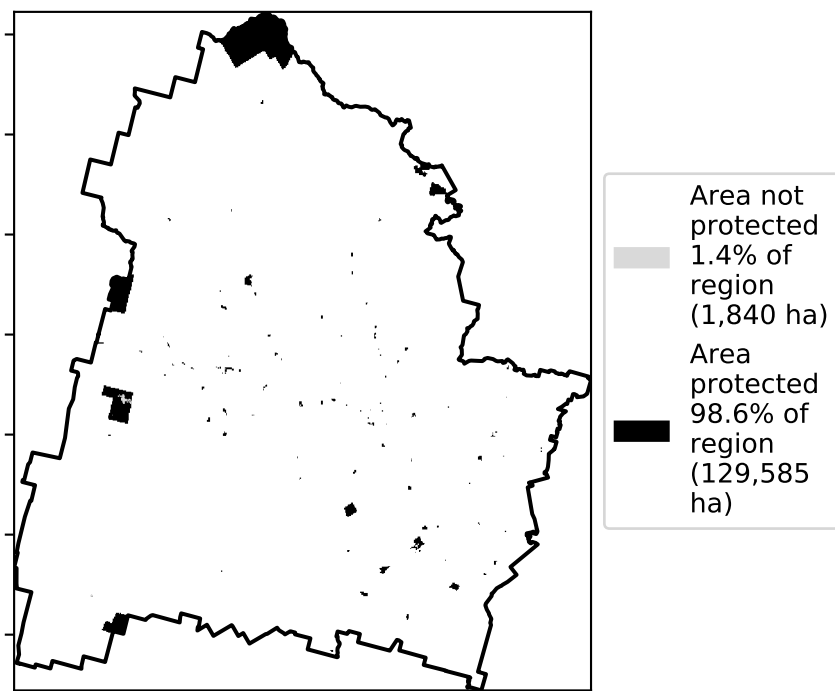 Area not
protected
1.4% of
region
(1,840 ha)
Area
protected
98.6% of
region
(129,585
ha)